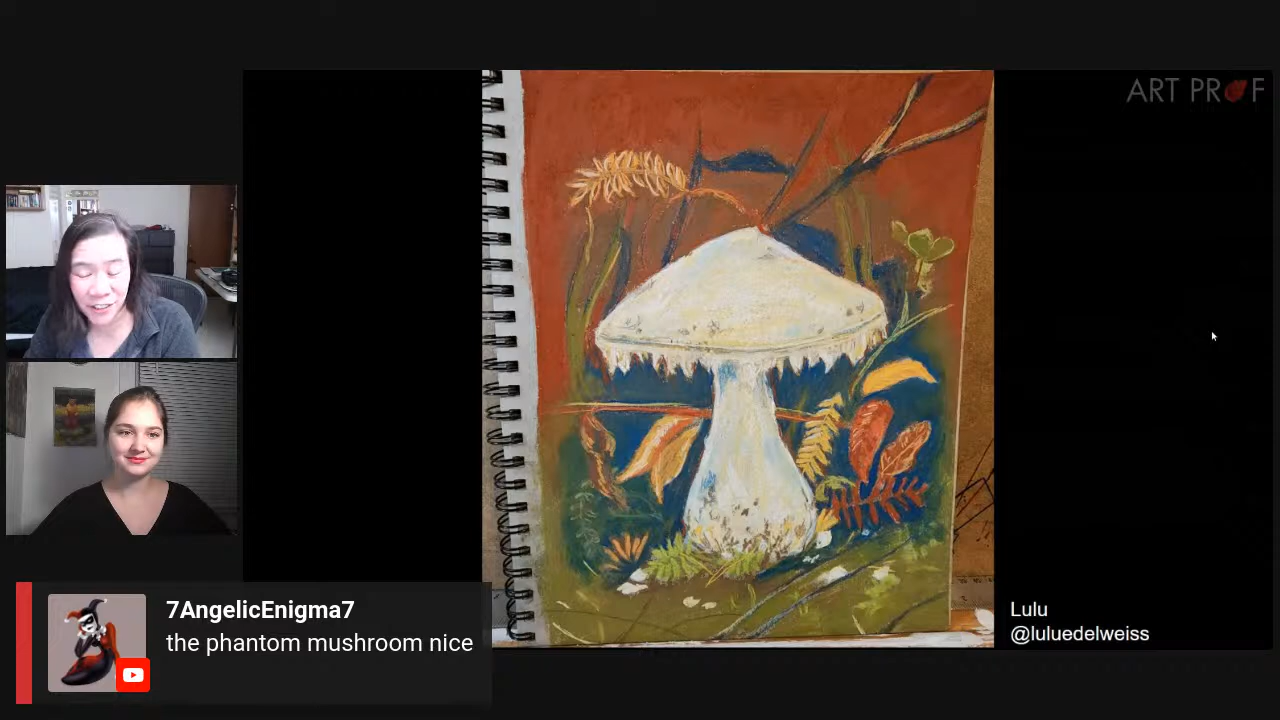 ART PROF
Lulu
@luluedelweiss
7AngelicEnigma7
the phantom mushroom nice